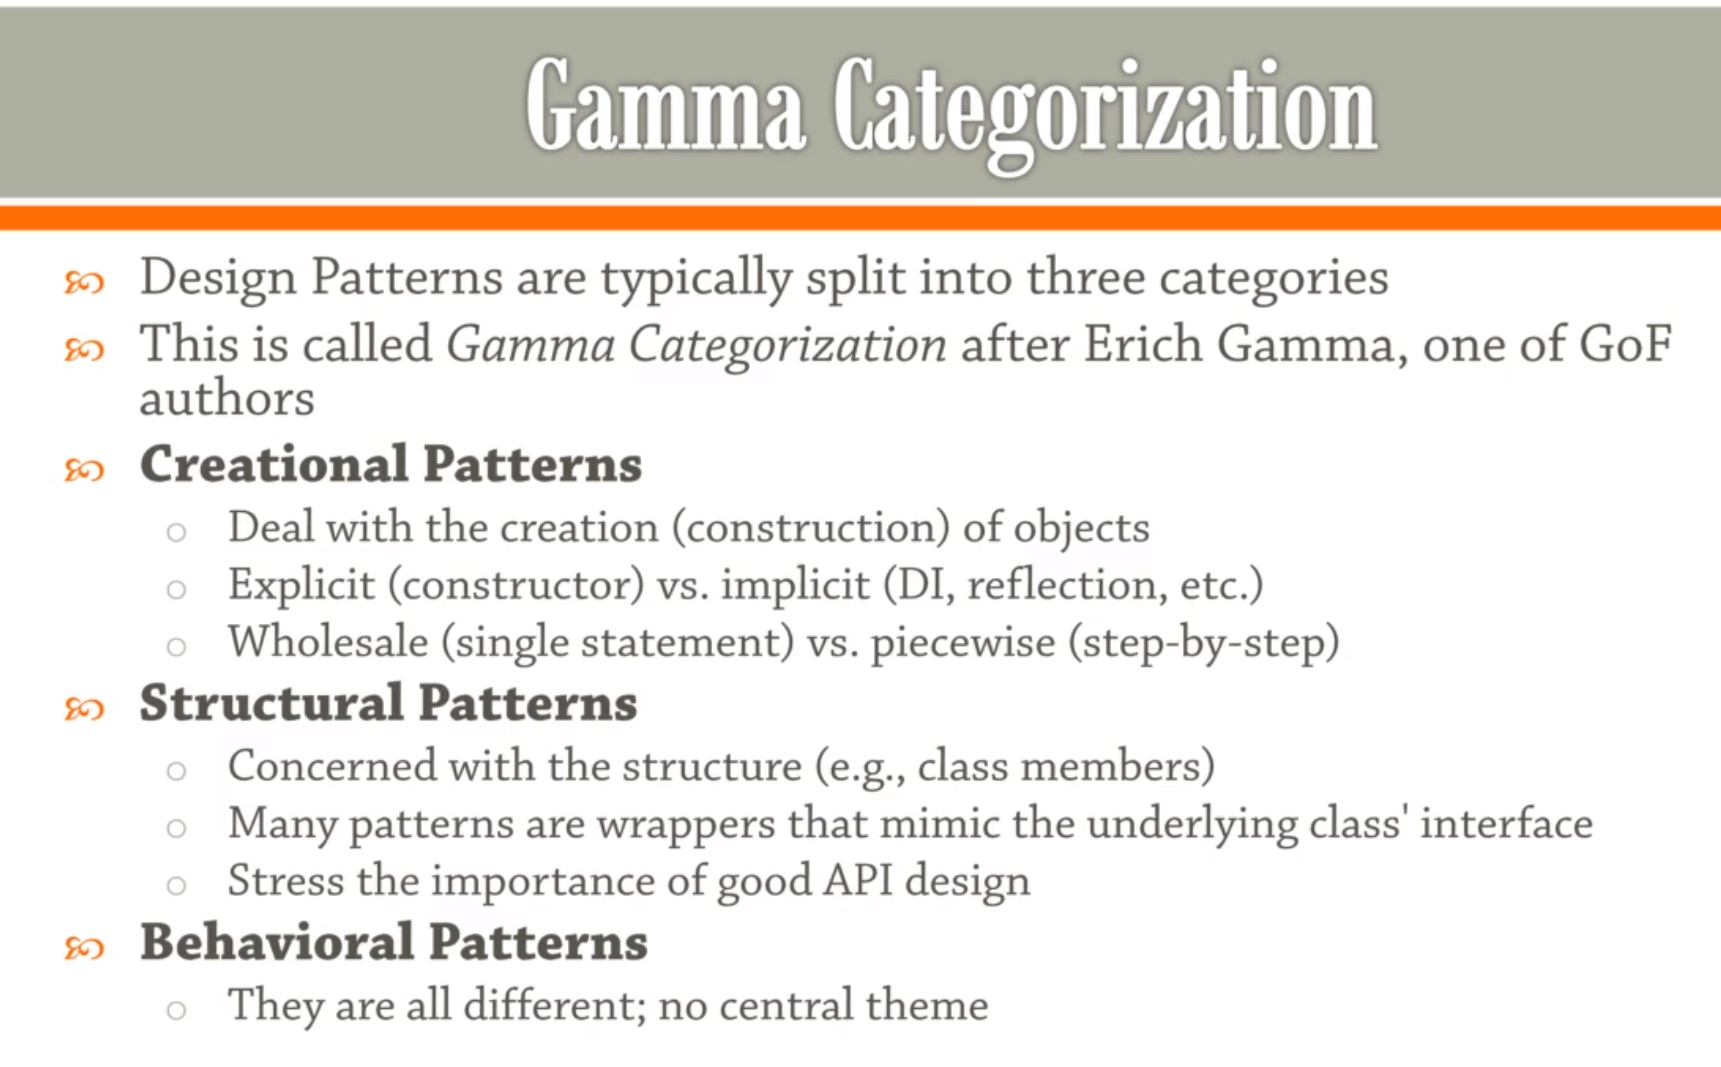 Gamma Categorization
Design Patterns are typically split into three categories
This is called Gamma Categorization after Erich Gamma, one of GoF
authors
Creational Patterns
Deal with the creation (construction) of objects
Explicit (constructor) vs. implicit (DI, reflection, etc.)
Wholesale (single statement) vs. piecewise (step-by-step)
Structural Patterns
Concerned with the structure (e.g., class members)
Many patterns are wrappers that mimic the underlying class' interface
Stress the importance of good API design
Behavioral Patterns
They are all different; no central theme